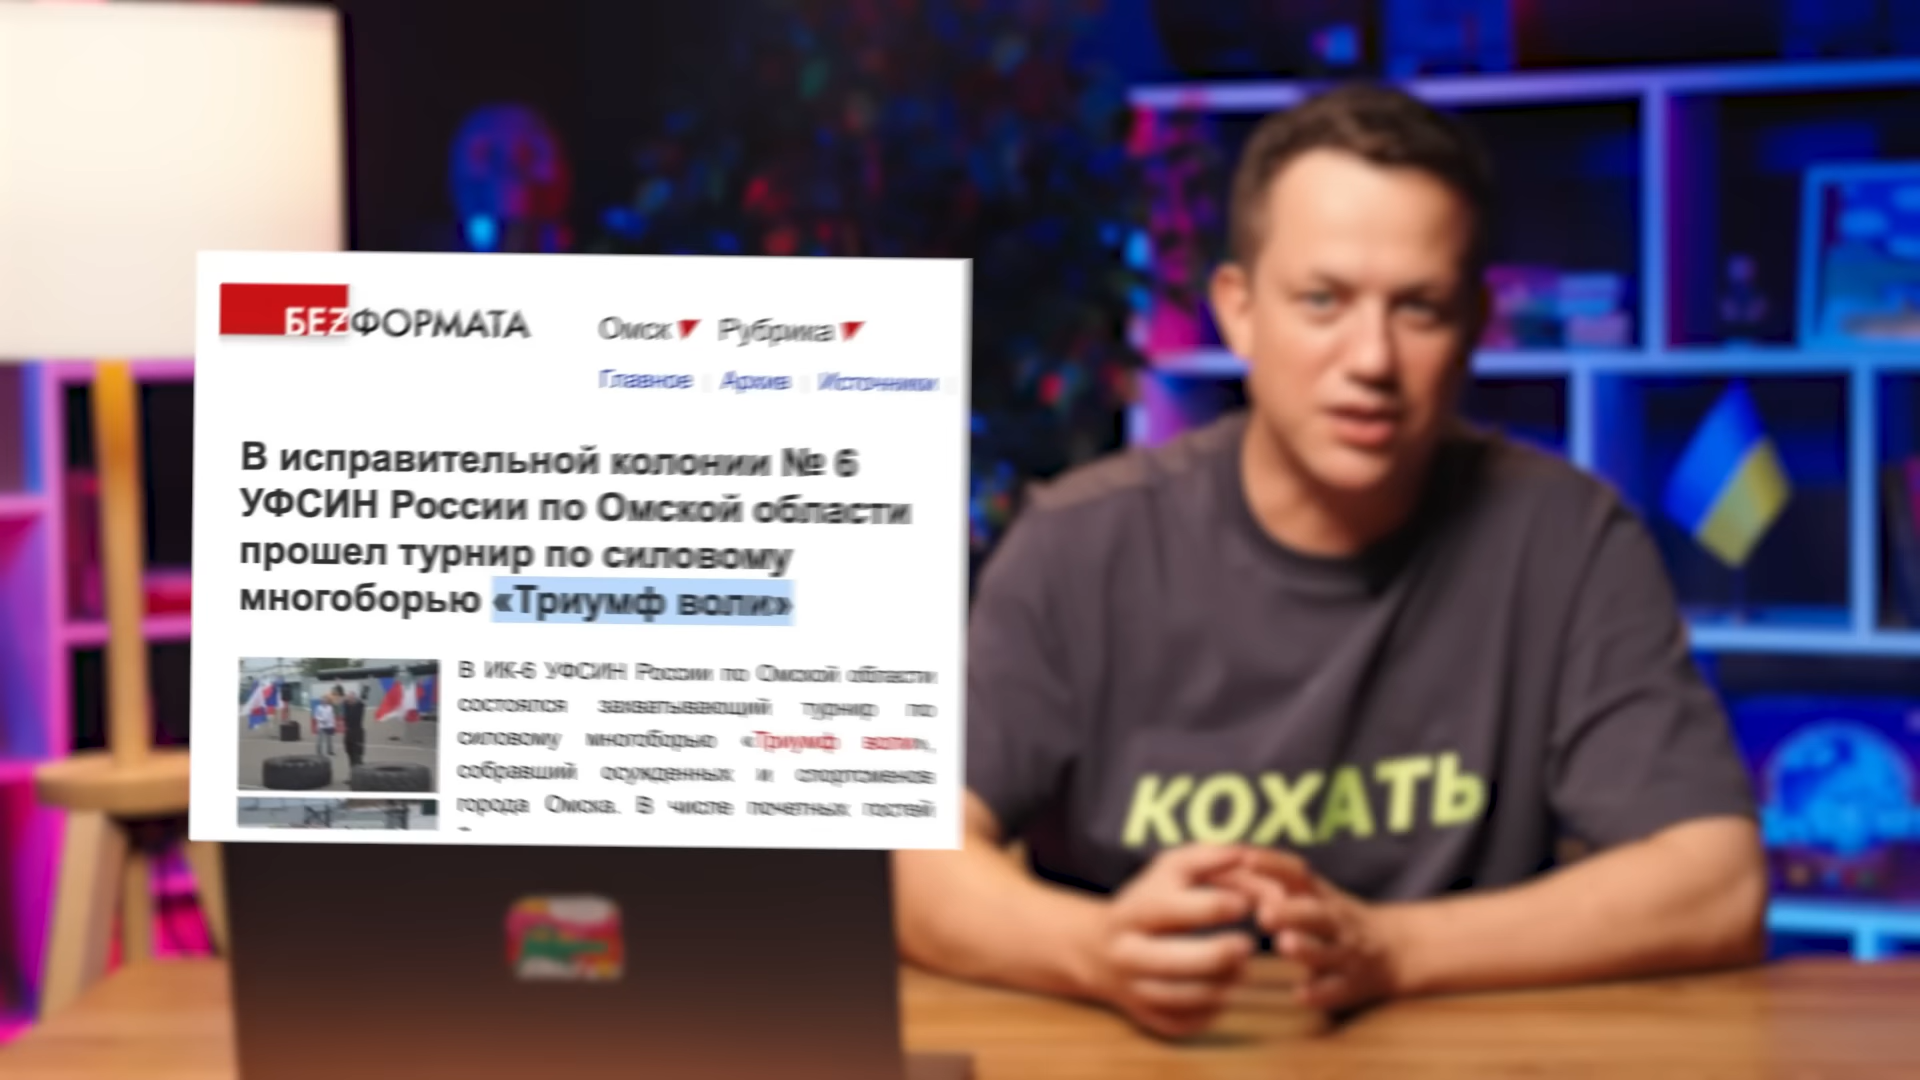 БЕZФОРМАТА
Омск Рубрика
Главное Архив Источники
В исправительной колонии № 6
УФСИН России по Омской области
прошел турнир по силовому
многоборью «Триумф воли»
В ИК-6 УФСИН России по Омской области
состоялся захватывающий турнир по
силовому многоборью «Триумф воли»,
собравший осужденных и спортсменов
города Омска. В числе почетных гостей
КОХАТЬ